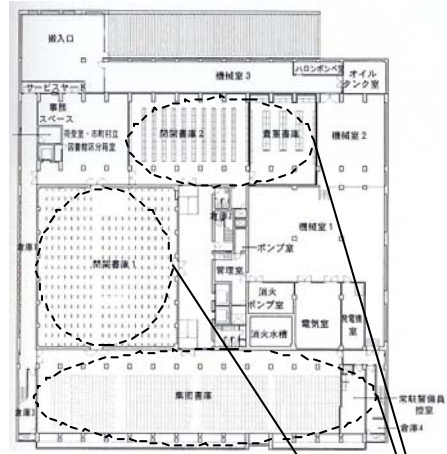 搬入口
機械室3
ハロンボンベ室
オイル
タンク室
サービスヤード
事務
スペース
荷受室・市町村立
図書館区分箱室
閉架書庫2
貴重書庫
機械室2
閉架書庫1
機械室1
ポンプ室
管理室
消火
ポンプ室
消火水槽
電気室
発電機
室
集密書庫
常駐警備員
控室
倉庫4